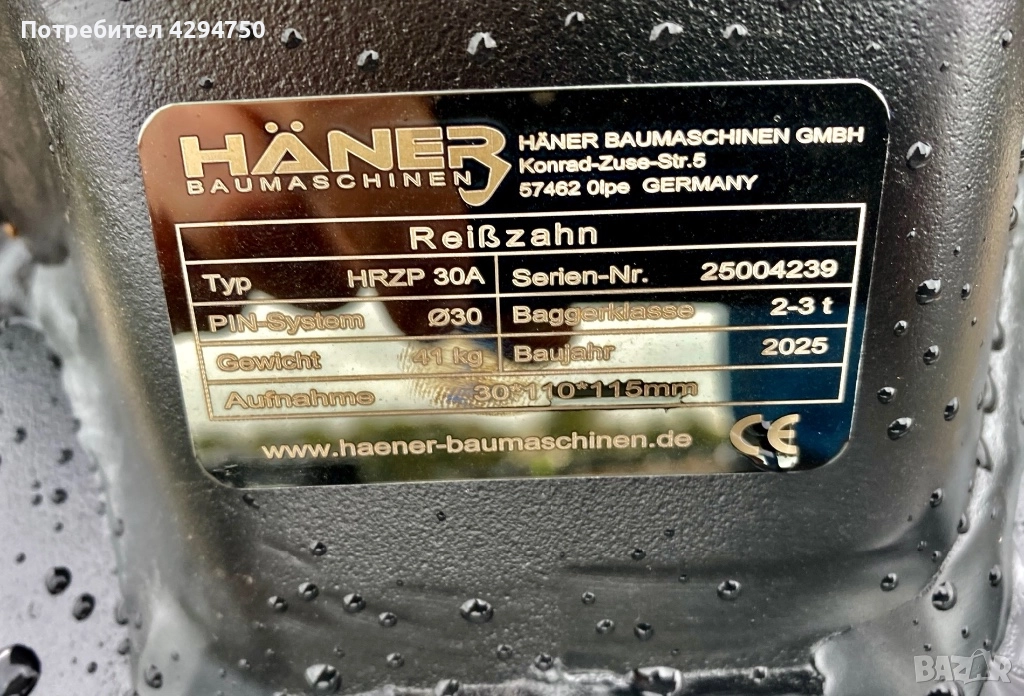 Потребител 4294750
HÄNER
BAUMASCHINEN
HÄNER BAUMASCHINEN GMBH
Konrad-Zuse-Str.5
57462 Olpe GERMANY
Reißzahn
Typ HRZP 30A Serien-Nr. 25004239
PIN-System Ø30 Baggerklasse 2-3 t
Gewicht 41 kg Baujahr 2025
Aufnahme 30*110*115mm
www.haener-baumaschinen.de CE
BAZAR